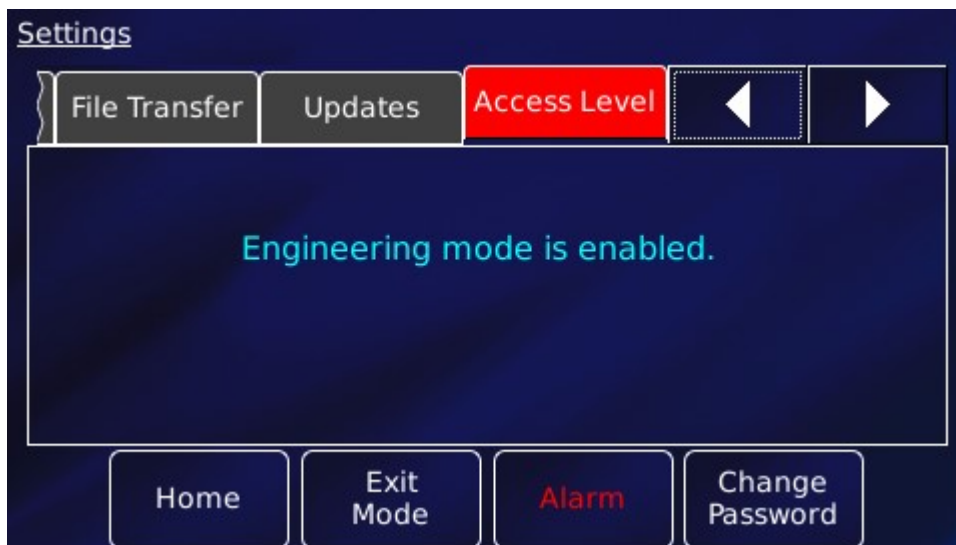 Settings
File Transfer Updates Access Level
Engineering mode is enabled.
Home Exit Mode Alarm Change Password